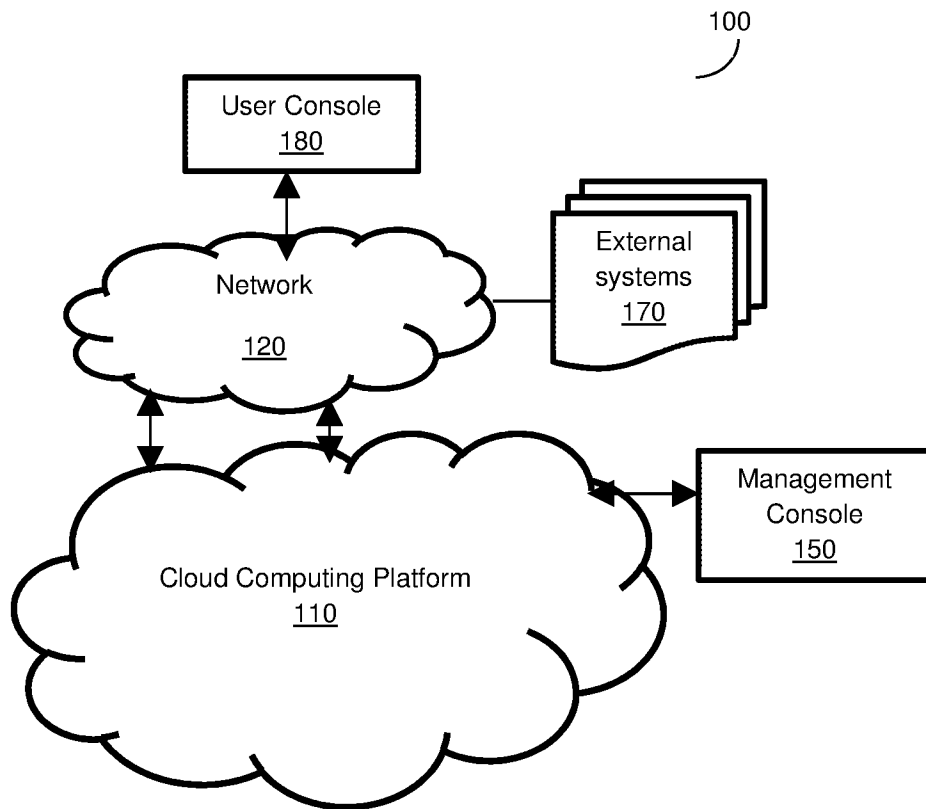 100
User Console
180
Network
120
External
systems
170
Management
Console
150
Cloud Computing Platform
110